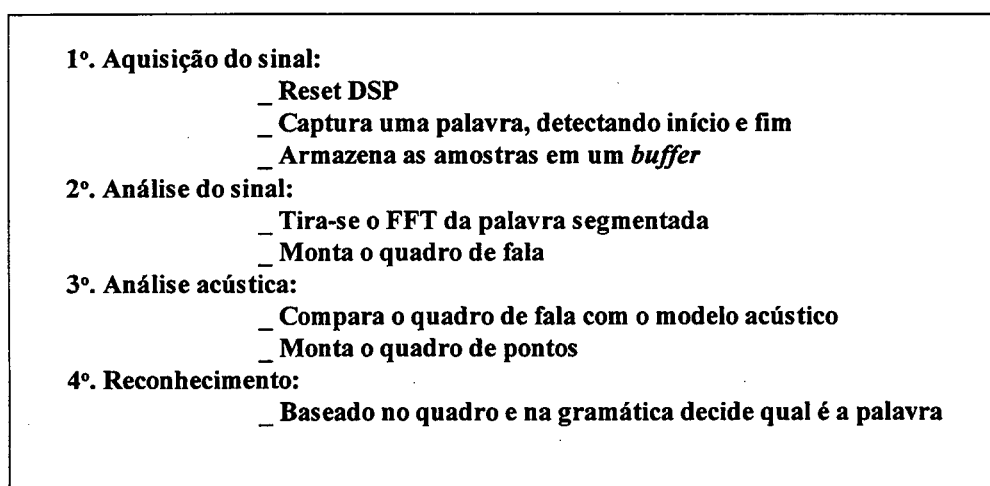 1º. Aquisição do sinal:
_ Reset DSP
_ Captura uma palavra, detectando início e fim
_ Armazena as amostras em um buffer
2º. Análise do sinal:
_ Tira-se o FFT da palavra segmentada
_ Monta o quadro de fala
3º. Análise acústica:
_ Compara o quadro de fala com o modelo acústico
_ Monta o quadro de pontos
4º. Reconhecimento:
_ Baseado no quadro e na gramática decide qual é a palavra